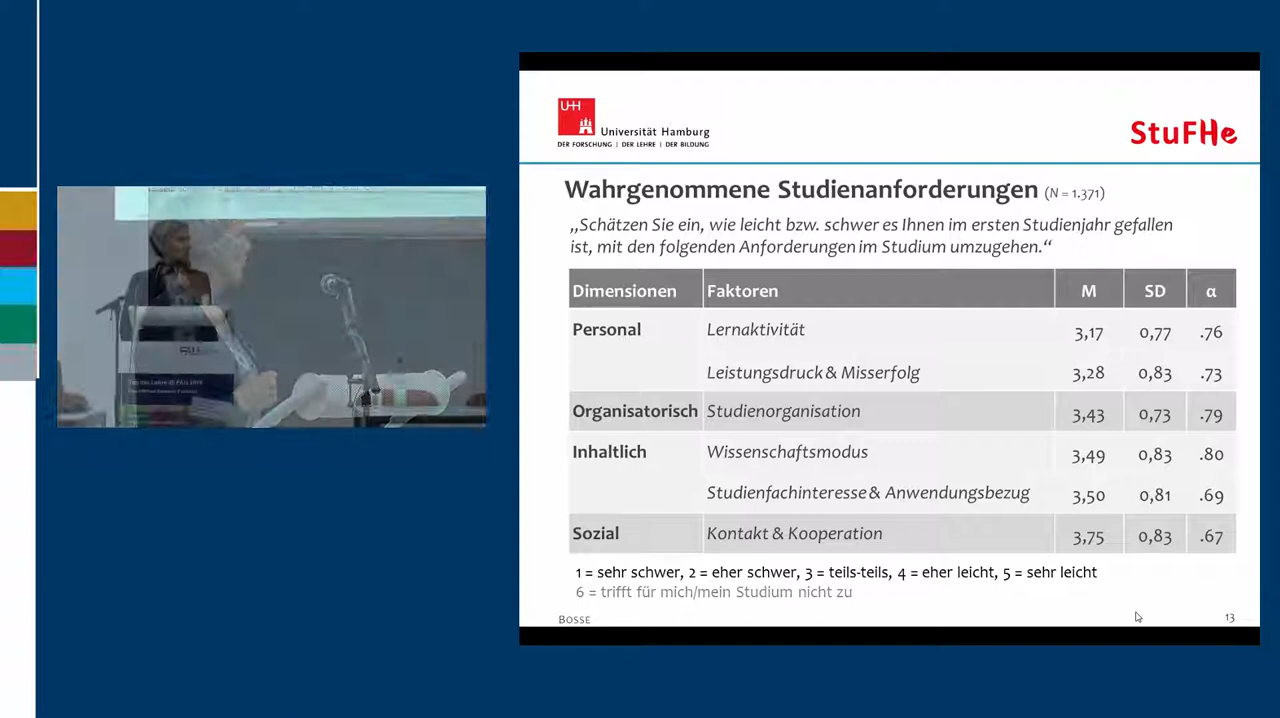 UHH
Universität Hamburg
DER FORSCHUNG | DER LEHRE | DER BILDUNG
StuFHe
Wahrgenommene Studienanforderungen (N = 1.371)
„Schätzen Sie ein, wie leicht bzw. schwer es Ihnen im ersten Studienjahr gefallen
ist, mit den folgenden Anforderungen im Studium umzugehen.“
Dimensionen Faktoren M SD α
Personal Lernaktivität 3,17 0,77 .76
Leistungsdruck & Misserfolg 3,28 0,83 .73
Organisatorisch Studienorganisation 3,43 0,73 .79
Inhaltlich Wissenschaftsmodus 3,49 0,83 .80
Studienfachinteresse & Anwendungsbezug 3,50 0,81 .69
Sozial Kontakt & Kooperation 3,75 0,83 .67
1 = sehr schwer, 2 = eher schwer, 3 = teils-teils, 4 = eher leicht, 5 = sehr leicht
6 = trifft für mich/mein Studium nicht zu
BOSSE
13